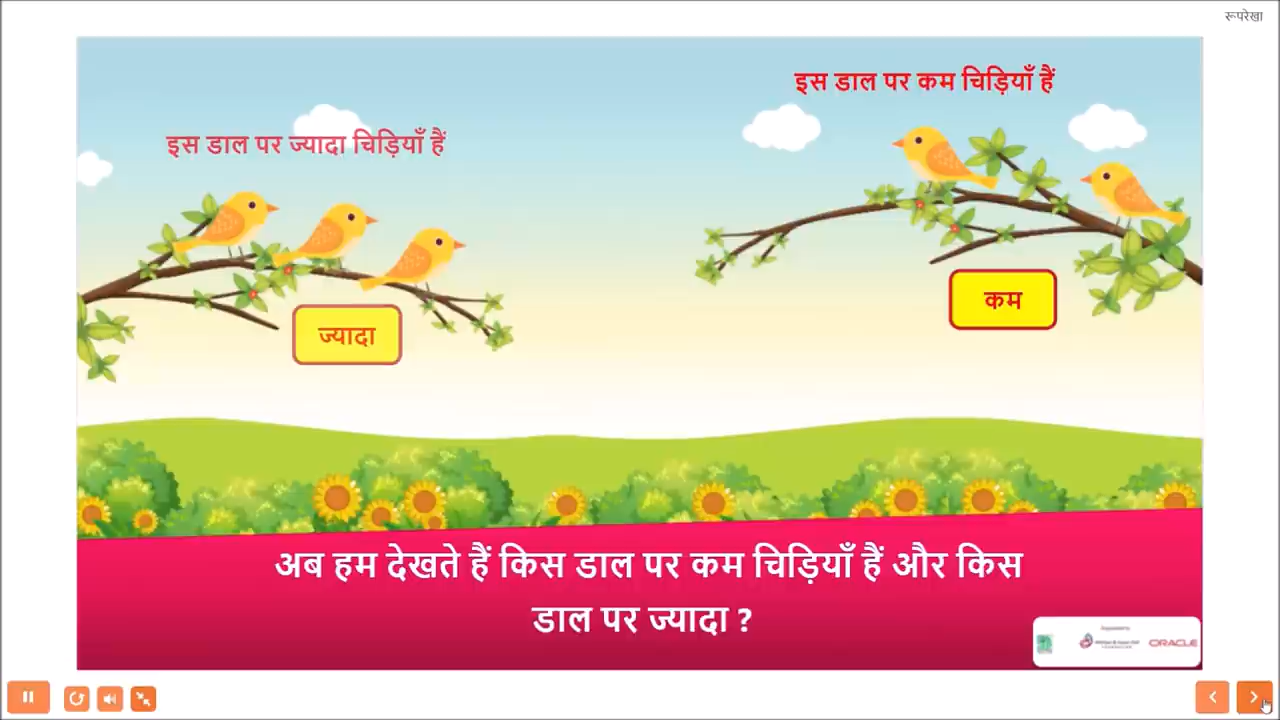 रूपरेखा
इस डाल पर कम चिड़ियाँ हैं
इस डाल पर ज्यादा चिड़ियाँ हैं
कम
ज्यादा
अब हम देखते हैं किस डाल पर कम चिड़ियाँ हैं और किस
डाल पर ज्यादा ?
ORACLE